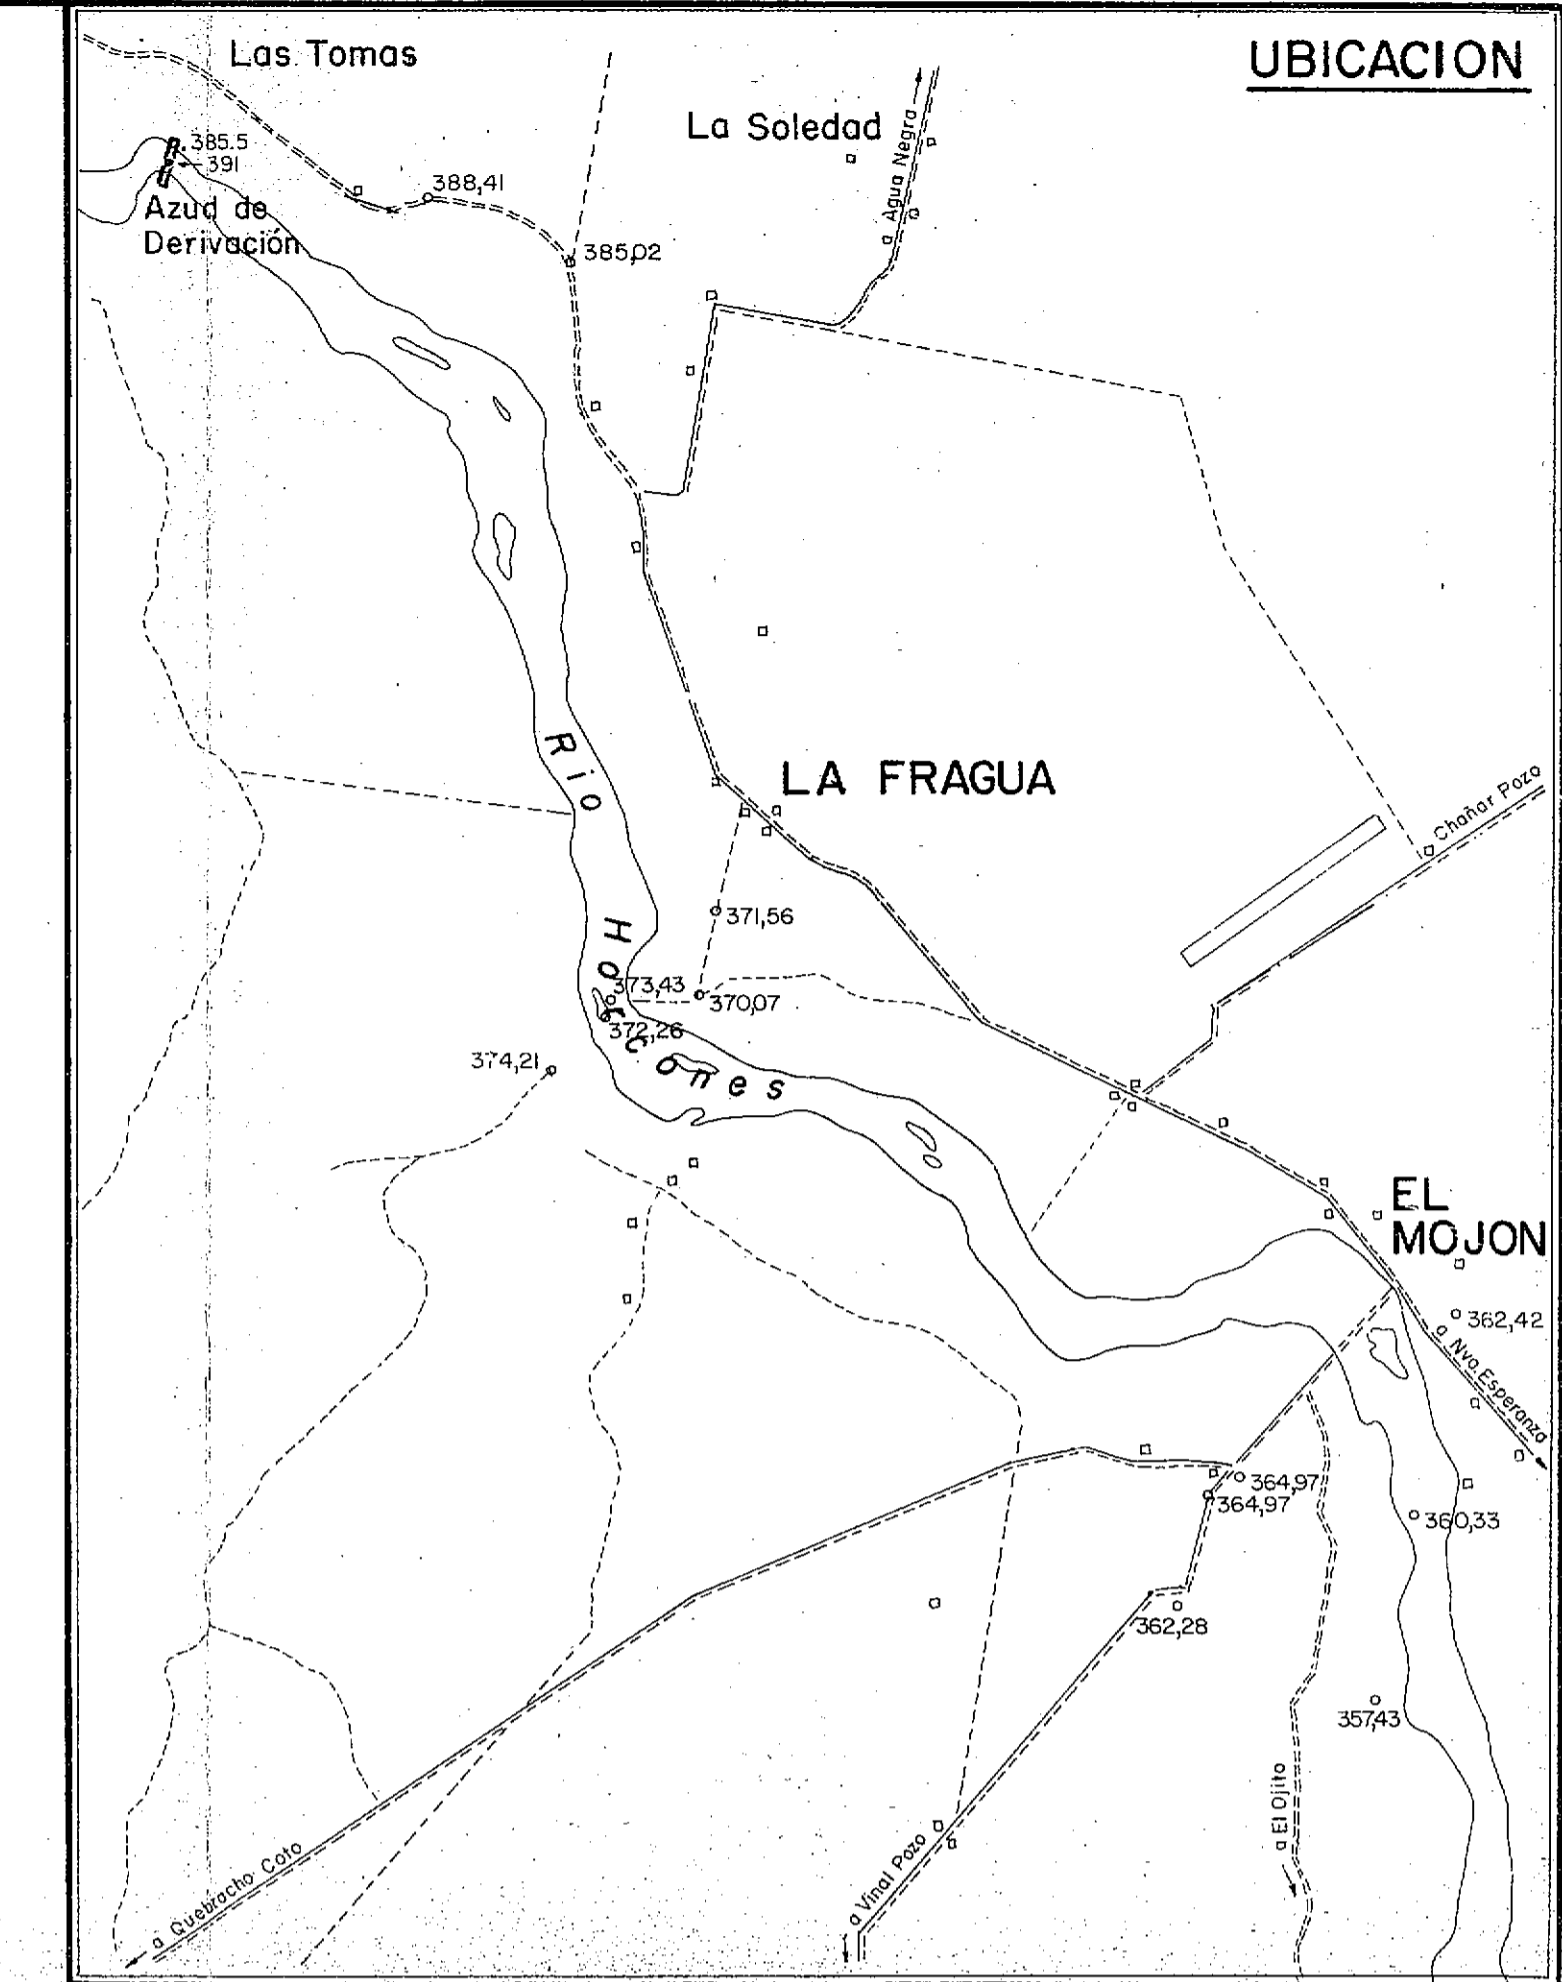 UBICACION
Las Tomas
La Soledad
a Agua Negra
385.5
391
Azud de
Derivación
388,41
385,02
LA FRAGUA
Rio Horcones
a Chañar Pozo
371,56
373,43
370,07
372,26
374,21
EL
MOJON
362,42
a Nva. Esperanza
364,97
364,97
360,33
362,28
357,43
a El Ojito
a Vinal Pozo
a Quebracho Coto